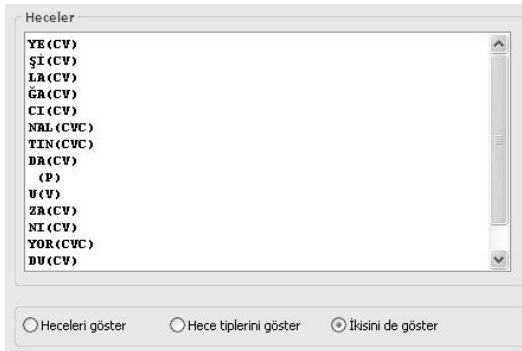 Heceler
YE(CV)
Şİ(CV)
LA(CV)
ĞA(CV)
CI(CV)
NAL(CVC)
TIN(CVC)
DA(CV)
(P)
U(V)
ZA(CV)
NI(CV)
YOR(CVC)
DU(CV)
Heceleri göster Hece tiplerini göster İkisini de göster